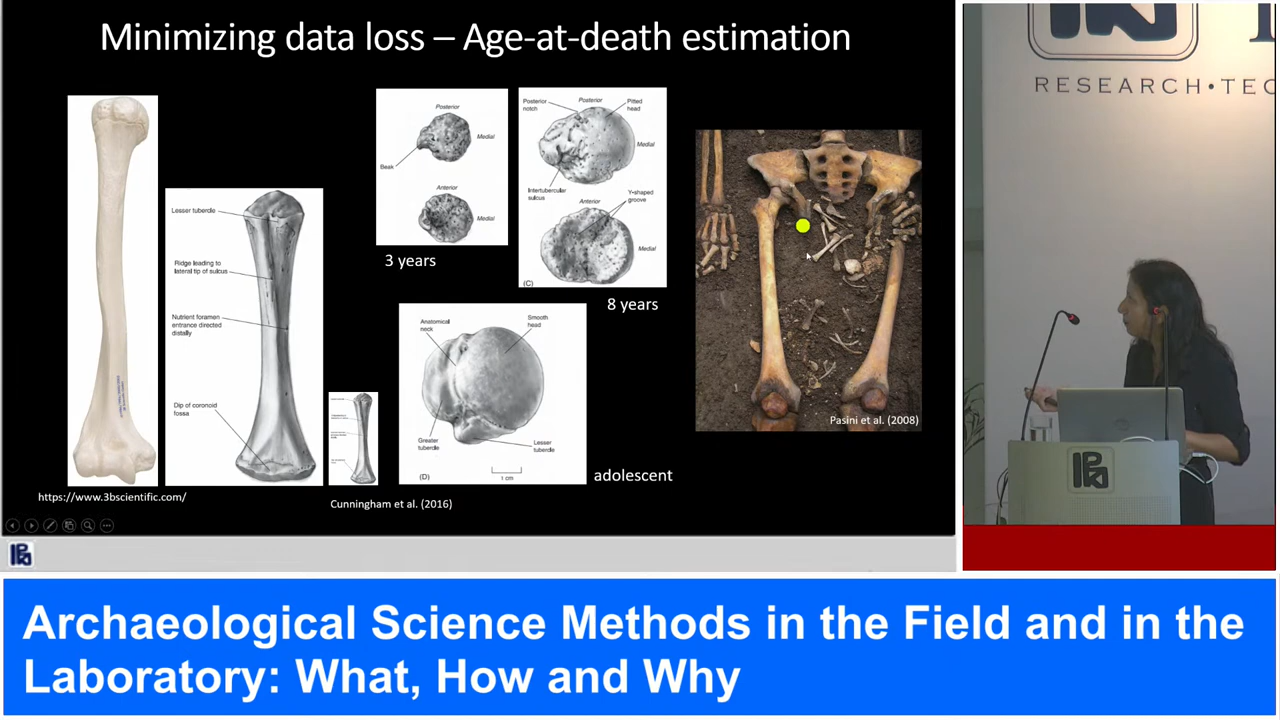 Minimizing data loss – Age-at-death estimation
Lesser tubercle
Ridge leading to
lateral tip of sulcus
Nutrient foramen
entrance directed
distally
Dip of coronoid
fossa
https://www.3bscientific.com/
Cunningham et al. (2016)
Posterior
Medial
Beak
Anterior
Medial
3 years
Posterior
notch
Posterior
Pitted
head
Medial
Intertubercular
sulcus
Y-shaped
groove
Anterior
Medial
(C)
8 years
Anatomical
neck
Smooth
head
Greater
tubercle
Lesser
tubercle
(D)
1 cm
adolescent
Pasini et al. (2008)
RESEARCH•TEC
Archaeological Science Methods in the Field and in the
Laboratory: What, How and Why